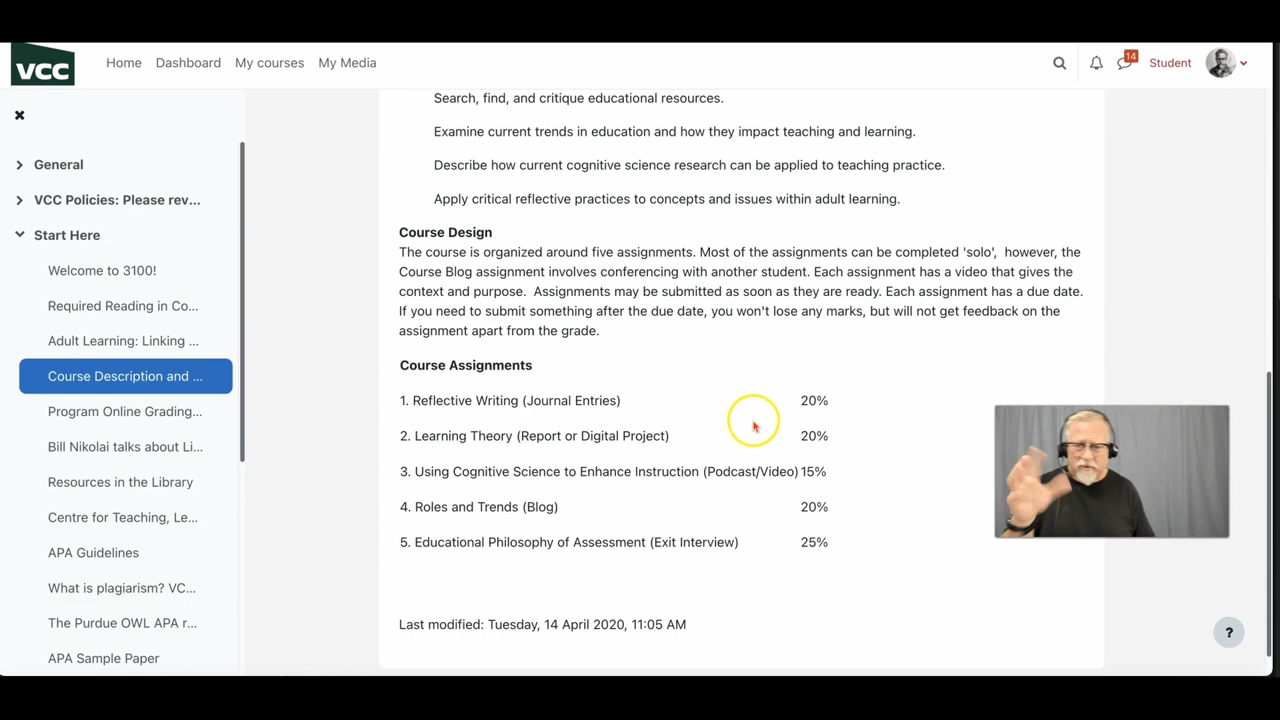 VCC
Home Dashboard My courses My Media
14
Student
General
VCC Policies: Please rev...
Start Here
Welcome to 3100!
Required Reading in Co...
Adult Learning: Linking ...
Course Description and ...
Program Online Grading...
Bill Nikolai talks about Li...
Resources in the Library
Centre for Teaching, Le...
APA Guidelines
What is plagiarism? VC...
The Purdue OWL APA r...
APA Sample Paper
Search, find, and critique educational resources.
Examine current trends in education and how they impact teaching and learning.
Describe how current cognitive science research can be applied to teaching practice.
Apply critical reflective practices to concepts and issues within adult learning.
Course Design
The course is organized around five assignments. Most of the assignments can be completed 'solo', however, the
Course Blog assignment involves conferencing with another student. Each assignment has a video that gives the
context and purpose. Assignments may be submitted as soon as they are ready. Each assignment has a due date.
If you need to submit something after the due date, you won't lose any marks, but will not get feedback on the
assignment apart from the grade.
Course Assignments
1. Reflective Writing (Journal Entries) 20%
2. Learning Theory (Report or Digital Project) 20%
3. Using Cognitive Science to Enhance Instruction (Podcast/Video) 15%
4. Roles and Trends (Blog) 20%
5. Educational Philosophy of Assessment (Exit Interview) 25%
Last modified: Tuesday, 14 April 2020, 11:05 AM
?